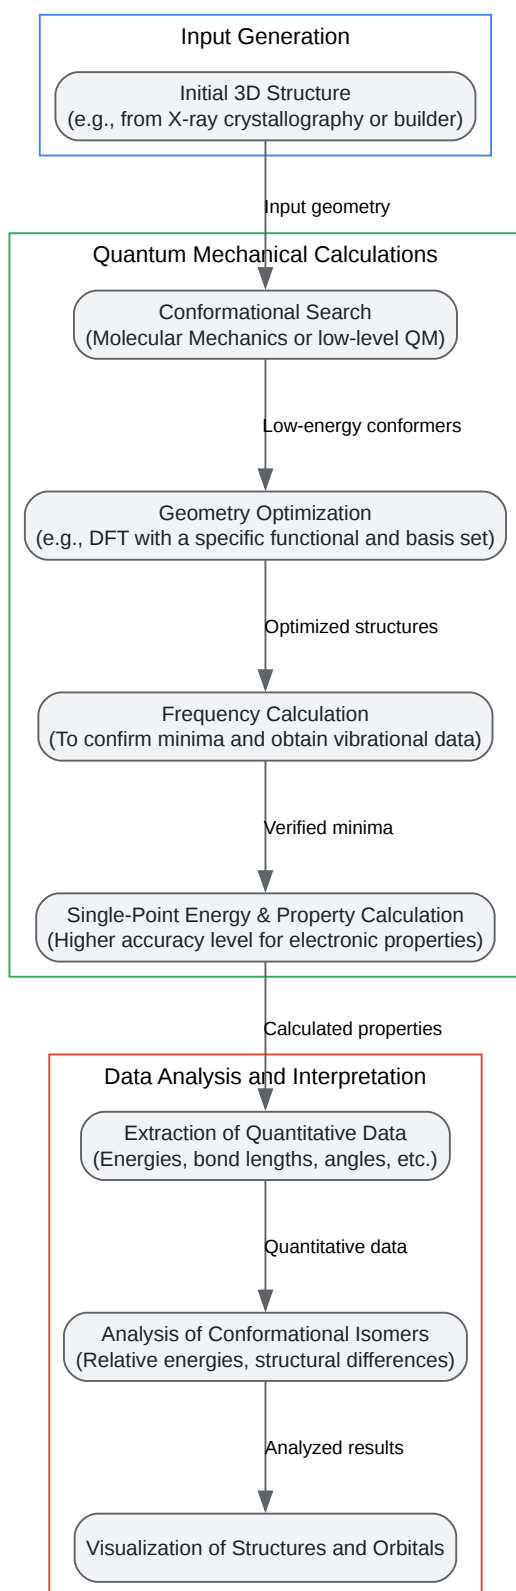 Input Generation
Initial 3D Structure
(e.g., from X-ray crystallography or builder)
Input geometry
Quantum Mechanical Calculations
Conformational Search
(Molecular Mechanics or low-level QM)
Low-energy conformers
Geometry Optimization
(e.g., DFT with a specific functional and basis set)
Optimized structures
Frequency Calculation
(To confirm minima and obtain vibrational data)
Verified minima
Single-Point Energy & Property Calculation
(Higher accuracy level for electronic properties)
Calculated properties
Data Analysis and Interpretation
Extraction of Quantitative Data
(Energies, bond lengths, angles, etc.)
Quantitative data
Analysis of Conformational Isomers
(Relative energies, structural differences)
Analyzed results
Visualization of Structures and Orbitals